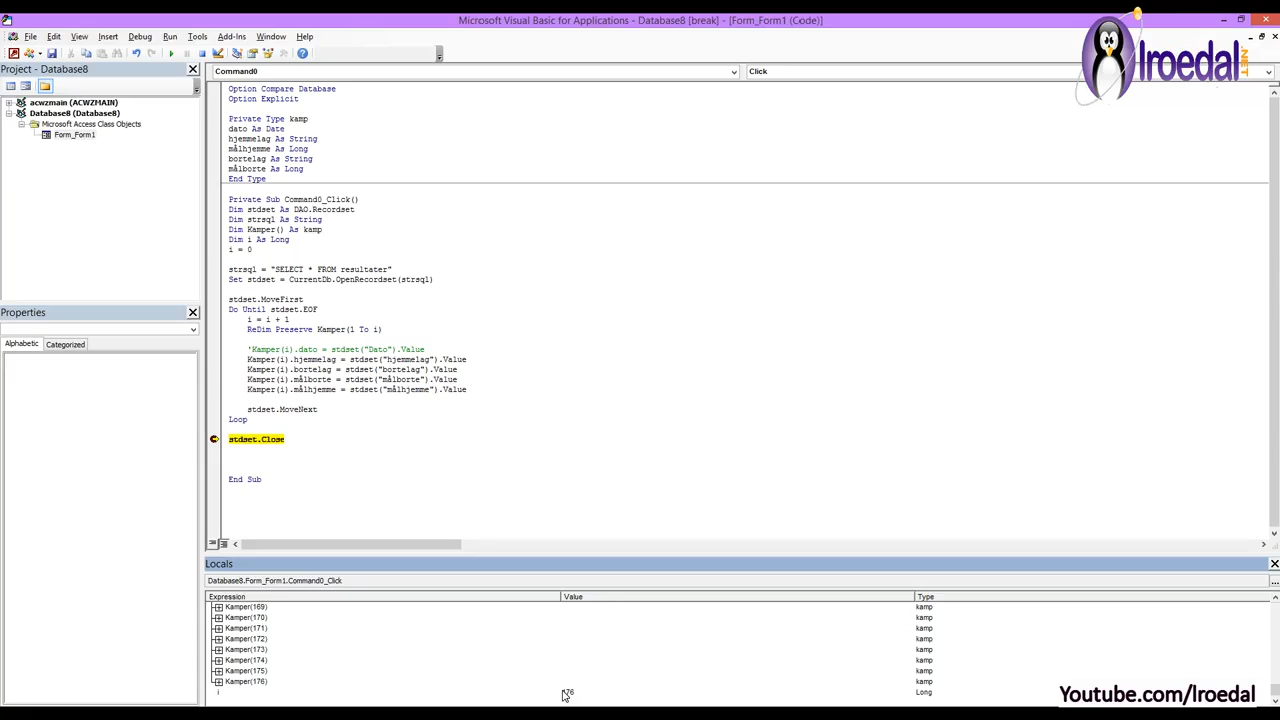 Microsoft Visual Basic for Applications - Database8 [break] - [Form_Form1 (Code)]
File Edit View Insert Debug Run Tools Add-Ins Window Help
lroedal.NET
Project - Database8
Command0 Click
acwzmain (ACWZMAIN)
Database8 (Database8)
Microsoft Access Class Objects
Form_Form1
Option Compare Database
Option Explicit
Private Type kamp
dato As Date
hjemmelag As String
målhjemme As Long
bortelag As String
målborte As Long
End Type
Private Sub Command0_Click()
Dim stdset As DAO.Recordset
Dim strsql As String
Dim Kamper() As kamp
Dim i As Long
i = 0
strsql = "SELECT * FROM resultater"
Set stdset = CurrentDb.OpenRecordset(strsql)
stdset.MoveFirst
Do Until stdset.EOF
i = i + 1
ReDim Preserve Kamper(1 To i)
'Kamper(i).dato = stdset("Dato").Value
Kamper(i).hjemmelag = stdset("hjemmelag").Value
Kamper(i).bortelag = stdset("bortelag").Value
Kamper(i).målborte = stdset("målborte").Value
Kamper(i).målhjemme = stdset("målhjemme").Value
stdset.MoveNext
Loop
stdset.Close
End Sub
Properties
Alphabetic Categorized
Locals
Database8.Form_Form1.Command0_Click
Expression Value Type
Kamper(169) kamp
Kamper(170) kamp
Kamper(171) kamp
Kamper(172) kamp
Kamper(173) kamp
Kamper(174) kamp
Kamper(175) kamp
Kamper(176) kamp
i 176 Long
Youtube.com/lroedal